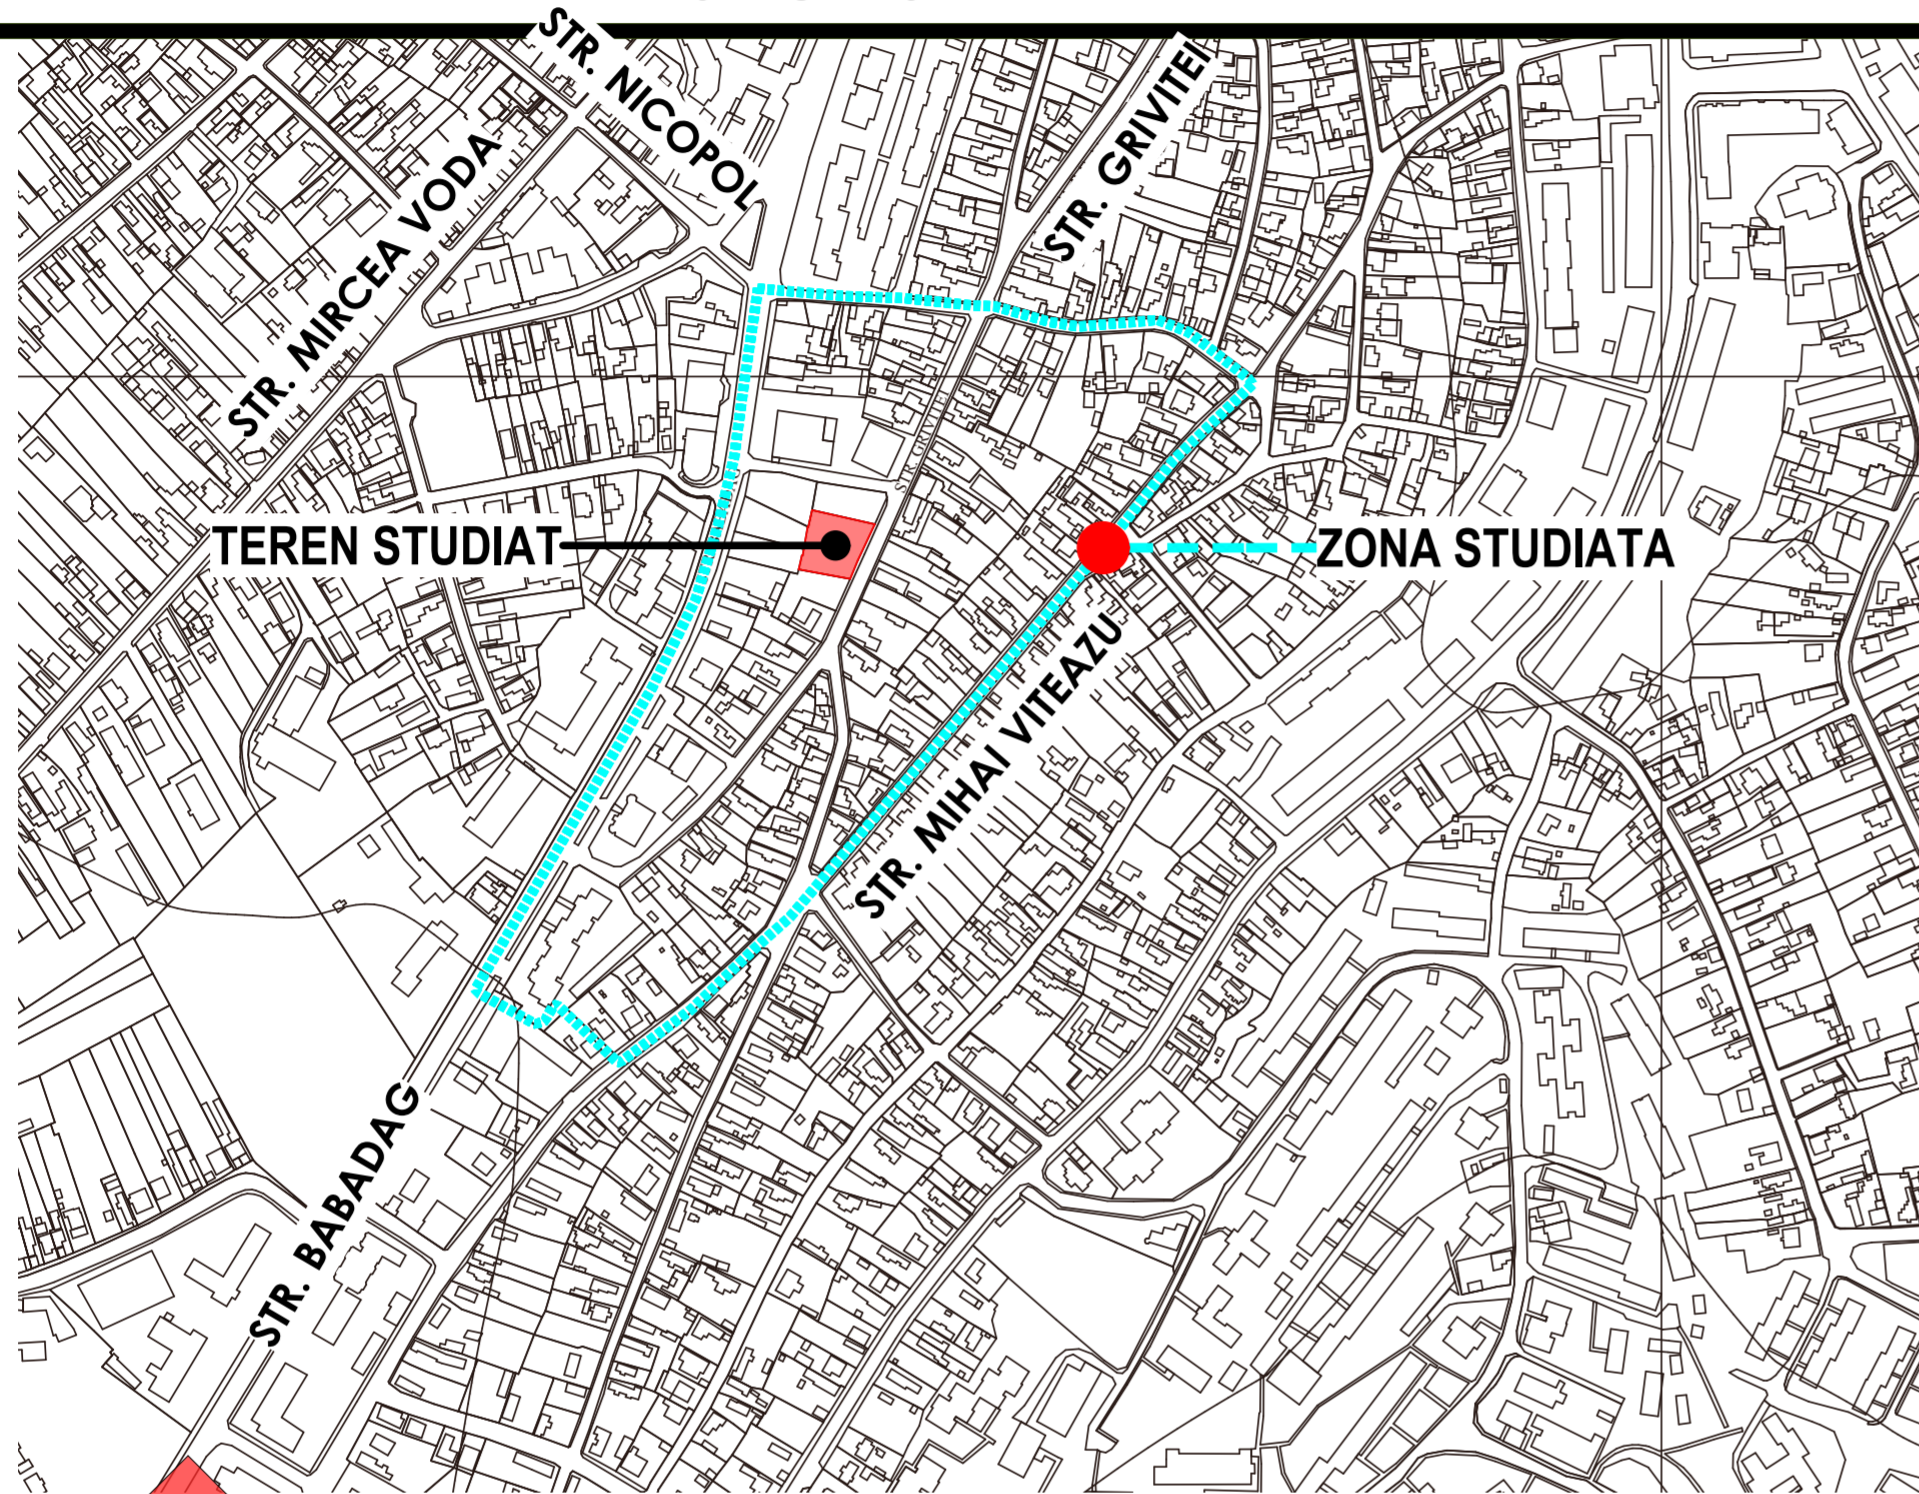 STR. NICOPOL
STR. GRIVITEI
STR. MIRCEA VODA
STR. GRIVITEI
TEREN STUDIAT
ZONA STUDIATA
STR. MIHAI VITEAZU
STR. BABADAG